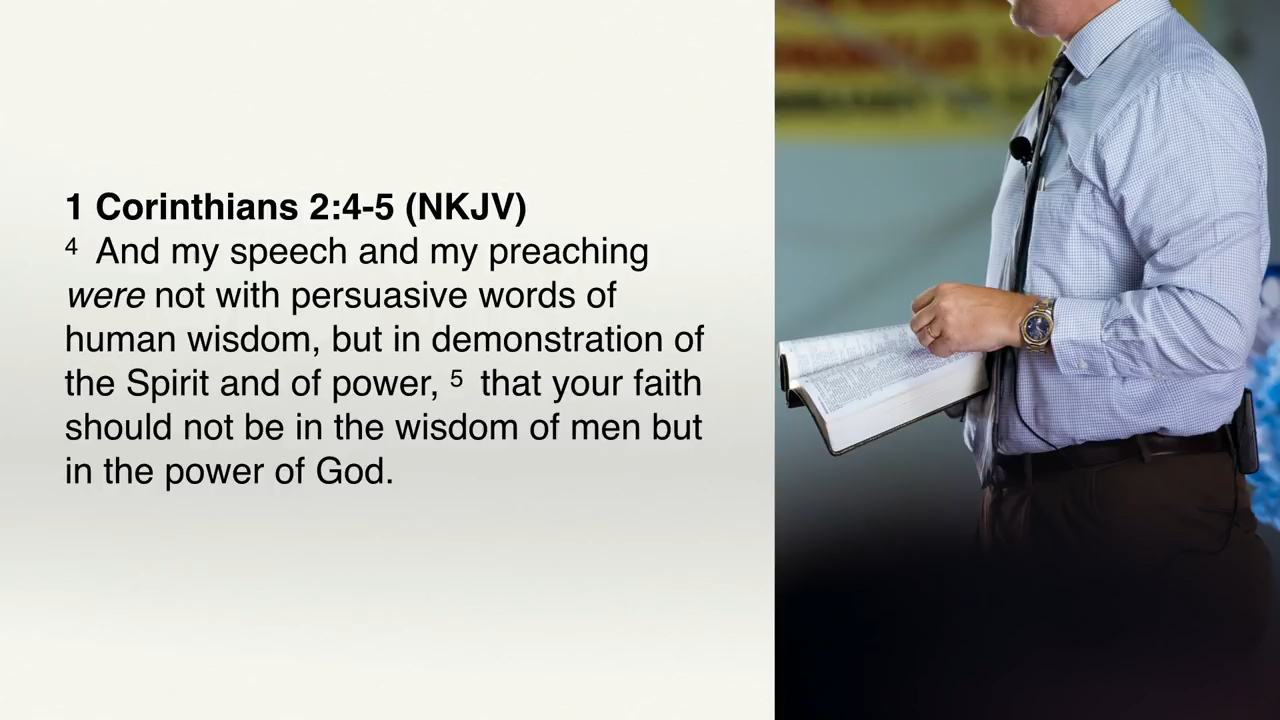 1 Corinthians 2:4-5 (NKJV)
4 And my speech and my preaching
were not with persuasive words of
human wisdom, but in demonstration of
the Spirit and of power, 5 that your faith
should not be in the wisdom of men but
in the power of God.